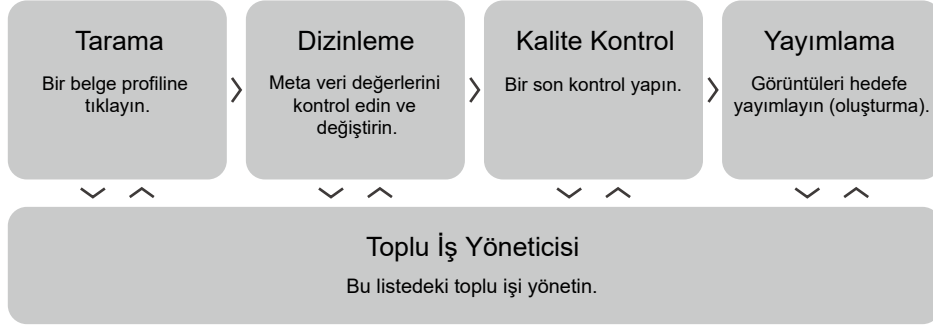 Tarama
Bir belge profiline
tıklayın.
Dizinleme
Meta veri değerlerini
kontrol edin ve
değiştirin.
Kalite Kontrol
Bir son kontrol yapın.
Yayımlama
Görüntüleri hedefe
yayımlayın (oluşturma).
Toplu İş Yöneticisi
Bu listedeki toplu işi yönetin.